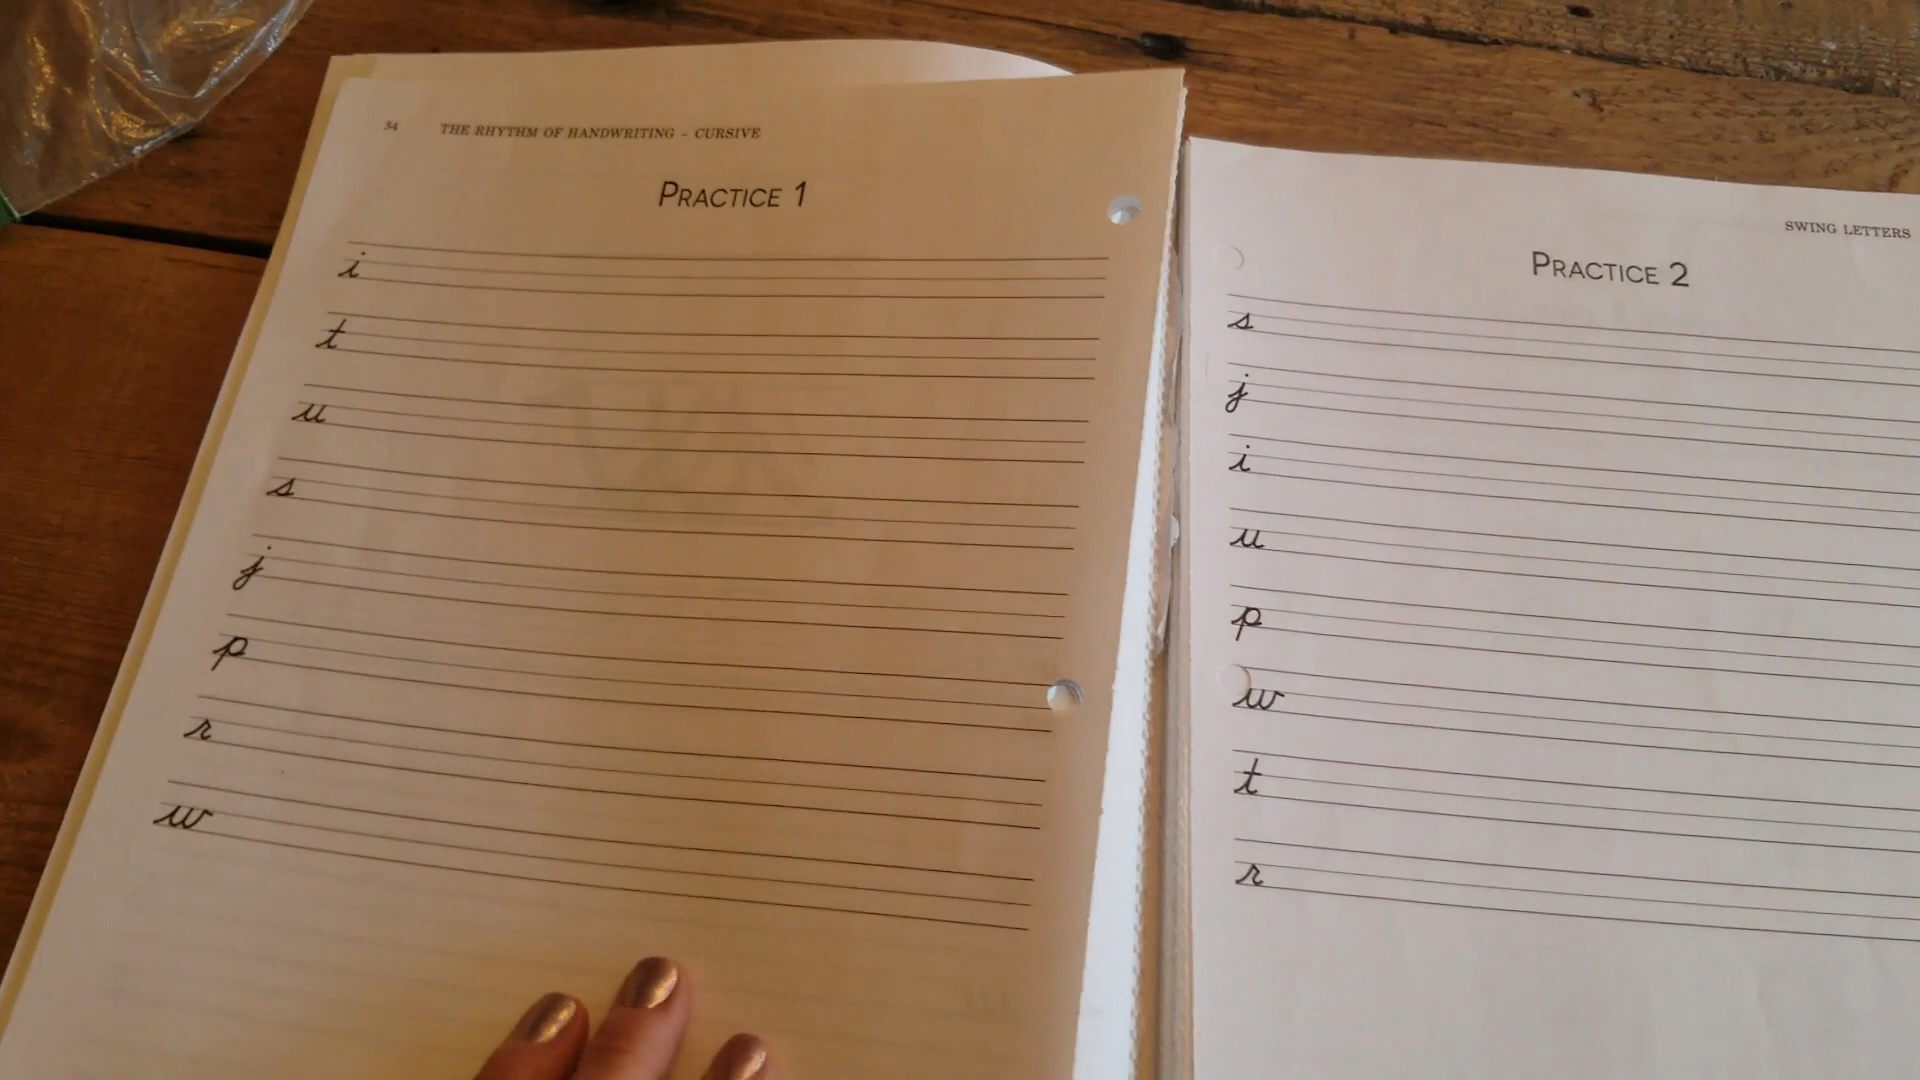 34 THE RHYTHM OF HANDWRITING - CURSIVE
PRACTICE 1
i
t
u
s
j
p
r
w
SWING LETTERS
PRACTICE 2
s
j
i
u
p
w
t
r